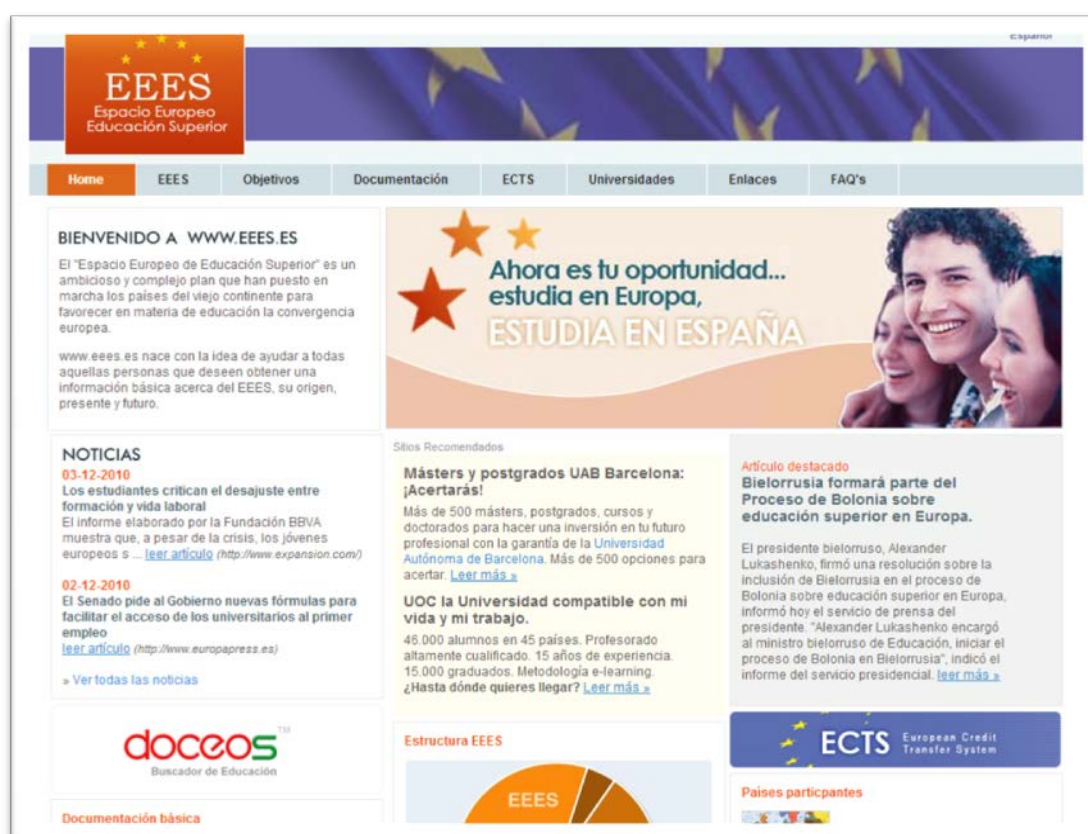 Español
EEES
Espacio Europeo
Educación Superior
Home EEES Objetivos Documentación ECTS Universidades Enlaces FAQ's
BIENVENIDO A WWW.EEES.ES
El "Espacio Europeo de Educación Superior" es un
ambicioso y complejo plan que han puesto en
marcha los países del viejo continente para
favorecer en materia de educación la convergencia
europea.
www.eees.es nace con la idea de ayudar a todas
aquellas personas que deseen obtener una
información básica acerca del EEES, su origen,
presente y futuro.
Ahora es tu oportunidad...
estudia en Europa,
ESTUDIA EN ESPAÑA
NOTICIAS
03-12-2010
Los estudiantes critican el desajuste entre
formación y vida laboral
El informe elaborado por la Fundación BBVA
muestra que, a pesar de la crisis, los jóvenes
europeos s ... leer artículo (http://www.expansion.com/)
02-12-2010
El Senado pide al Gobierno nuevas fórmulas para
facilitar el acceso de los universitarios al primer
empleo
leer artículo (http://www.europapress.es)
» Ver todas las noticias
Sitios Recomendados
Másters y postgrados UAB Barcelona:
¡Acertarás!
Más de 500 másters, postgrados, cursos y
doctorados para hacer una inversión en tu futuro
profesional con la garantía de la Universidad
Autónoma de Barcelona. Más de 500 opciones para
acertar. Leer más »
UOC la Universidad compatible con mi
vida y mi trabajo.
46.000 alumnos en 45 países. Profesorado
altamente cualificado. 15 años de experiencia.
15.000 graduados. Metodología e-learning.
¿Hasta dónde quieres llegar? Leer más »
Artículo destacado
Bielorrusia formará parte del
Proceso de Bolonia sobre
educación superior en Europa.
El presidente bielorruso, Alexander
Lukashenko, firmó una resolución sobre la
inclusión de Bielorrusia en el proceso de
Bolonia sobre educación superior en Europa,
informó hoy el servicio de prensa del
presidente. "Alexander Lukashenko encargó
al ministro bielorruso de Educación, iniciar el
proceso de Bolonia en Bielorrusia", indicó el
informe del servicio presidencial. leer más »
doceos TM
Buscador de Educación
Estructura EEES
EEES
ECTS European Credit
Transfer System
Paises particpantes
Documentación bàsica